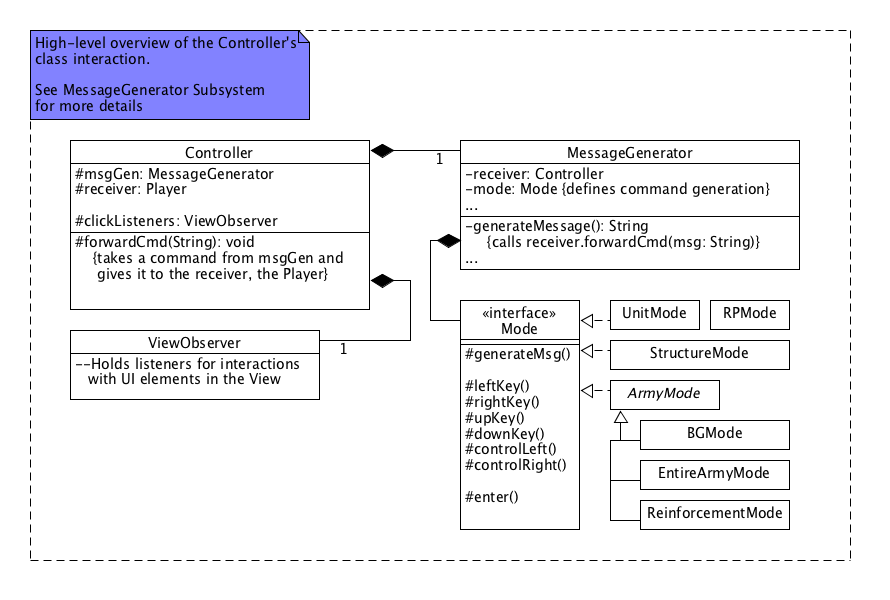 High-level overview of the Controller's
class interaction.
See MessageGenerator Subsystem
for more details
Controller
#msgGen: MessageGenerator
#receiver: Player
#clickListeners: ViewObserver
#forwardCmd(String): void
{takes a command from msgGen and
gives it to the receiver, the Player}
1
MessageGenerator
-receiver: Controller
-mode: Mode {defines command generation}
...
-generateMessage(): String
{calls receiver.forwardCmd(msg: String)}
...
ViewObserver
--Holds listeners for interactions
with UI elements in the View
1
«interface»
Mode
#generateMsg()
#leftKey()
#rightKey()
#upKey()
#downKey()
#controlLeft()
#controlRight()
#enter()
UnitMode
RPMode
StructureMode
ArmyMode
BGMode
EntireArmyMode
ReinforcementMode